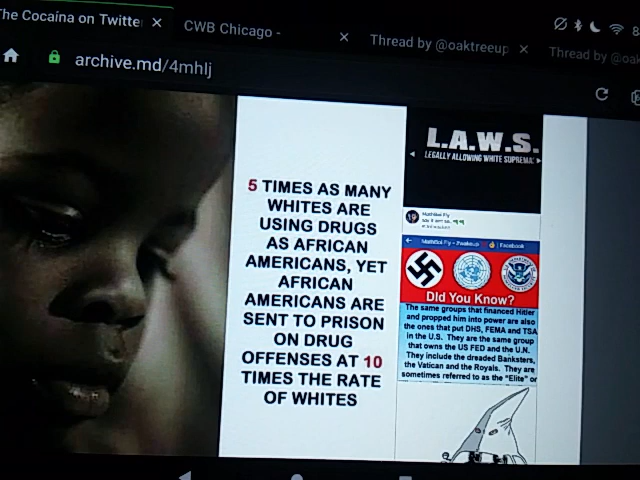 The Cocaina on Twitte
CWB Chicago -
Thread by @oaktreeup
Thread by @oak
archive.md/4mhIj
5 TIMES AS MANY
WHITES ARE
USING DRUGS
AS AFRICAN
AMERICANS, YET
AFRICAN
AMERICANS ARE
SENT TO PRISON
ON DRUG
OFFENSES AT 10
TIMES THE RATE
OF WHITES
L.A.W.S.
LEGALLY ALLOWING WHITE SUPREMA
19
Did You Know?
The same groups that financed Hitler
and propped him into power are also
the ones that put DHS, FEMA and TSA
in the U.S. They are the same group
that owns the US FED and the U.N.
They include the dreaded Banksters,
the Vatican and the Royals. They are
sometimes referred to as the "Elite" or